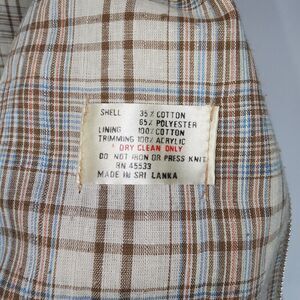 SHELL 35% COTTON
65% POLYESTER
LINING 100% COTTON
TRIMMING 100% ACRYLIC
DRY CLEAN ONLY
DO NOT IRON OR PRESS KNIT
RN 45533
MADE IN SRI LANKA